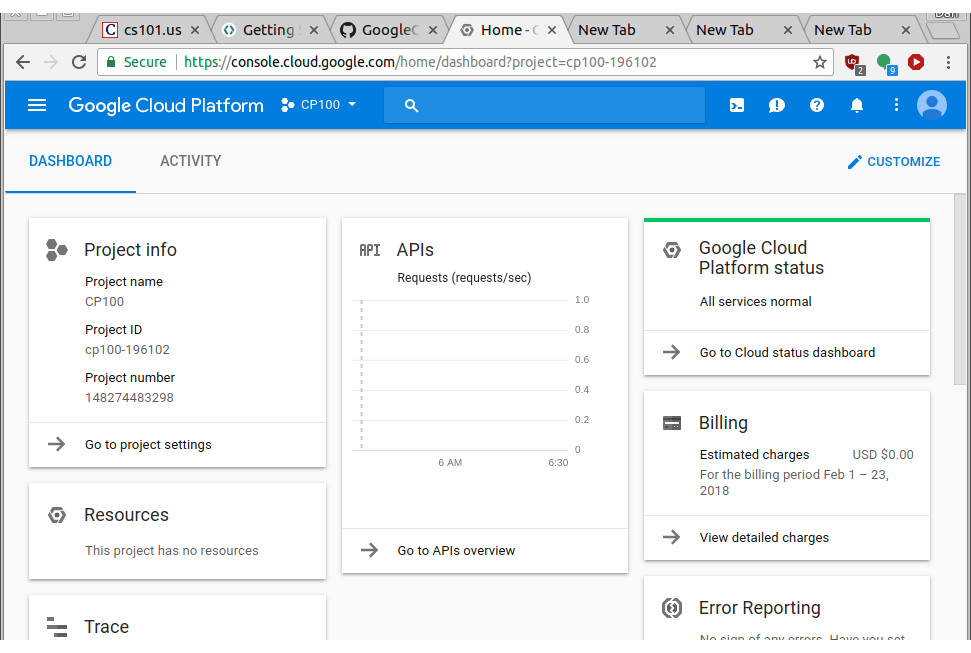 Dan
cs101.us
Getting
GoogleC
Home - C
New Tab
New Tab
New Tab
Secure
https://console.cloud.google.com/home/dashboard?project=cp100-196102
2
9
Google Cloud Platform
CP100
DASHBOARD
ACTIVITY
CUSTOMIZE
Project info
Project name
CP100
Project ID
cp100-196102
Project number
148274483298
Go to project settings
Resources
This project has no resources
Trace
API
APIs
Requests (requests/sec)
1.0
0.8
0.6
0.4
0.2
0
6 AM
6:30
Go to APIs overview
Google Cloud
Platform status
All services normal
Go to Cloud status dashboard
Billing
Estimated charges USD $0.00
For the billing period Feb 1 – 23,
2018
View detailed charges
Error Reporting
No sign of any errors. Have you set